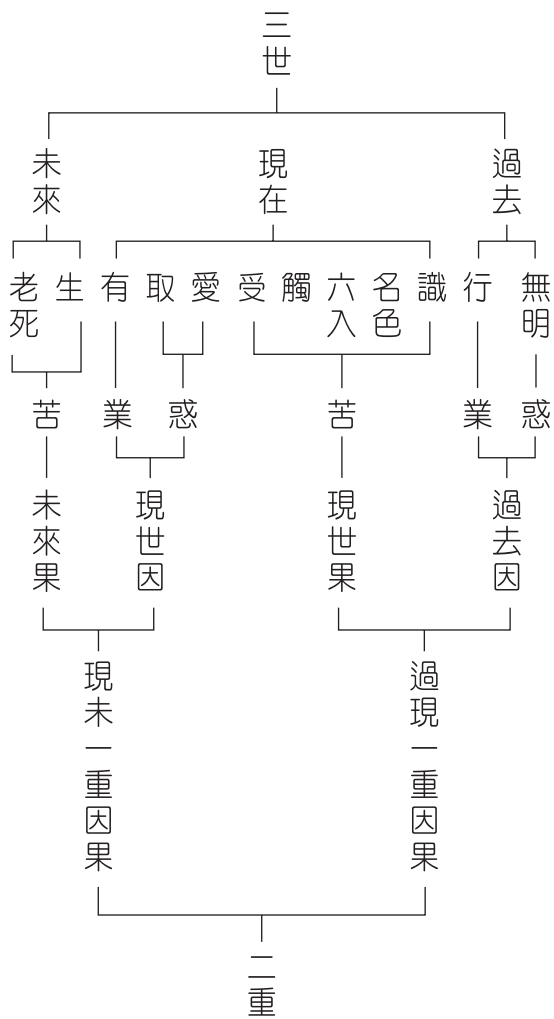 三世
過去
現在
未來
無明
行
識
名色
六入
觸
受
愛
取
有
生
老死
惑
業
苦
惑
業
苦
過去因
現世果
現世因
未來果
過現一重因果
現未一重因果
二重